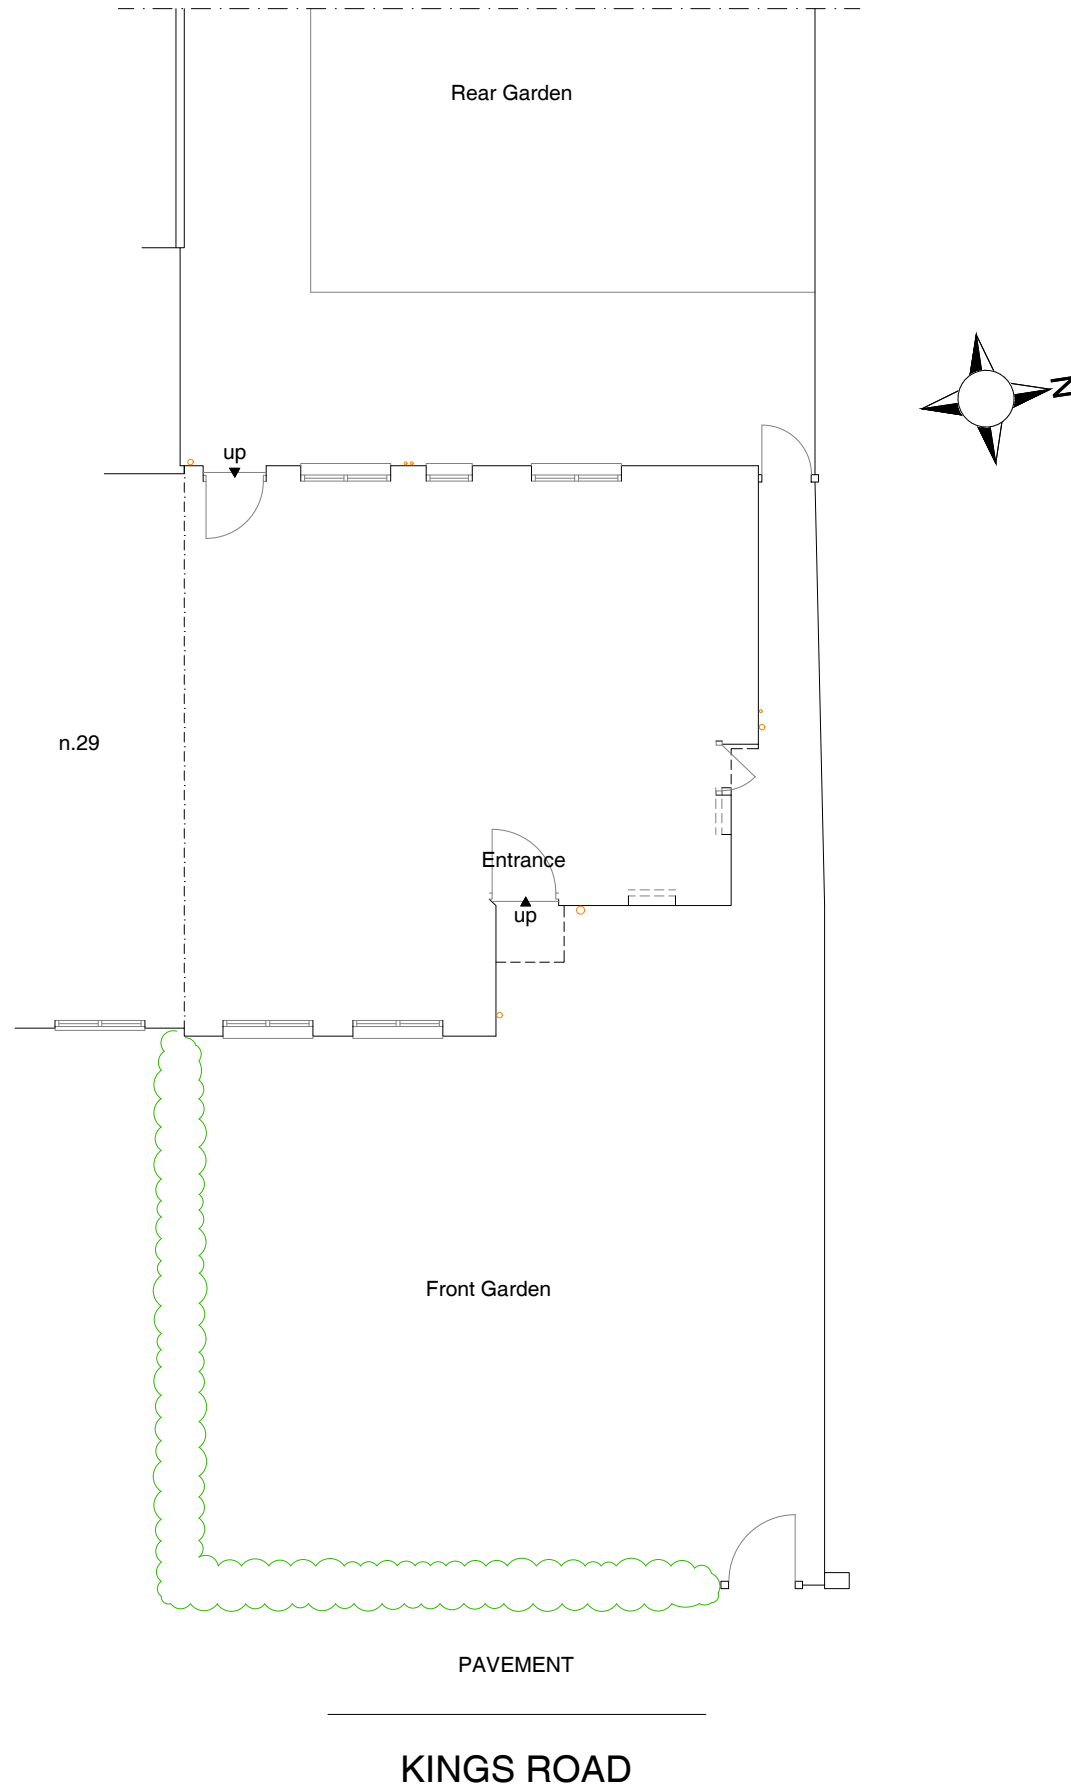 Rear Garden
N
up
n.29
Entrance
up
Front Garden
PAVEMENT
KINGS ROAD